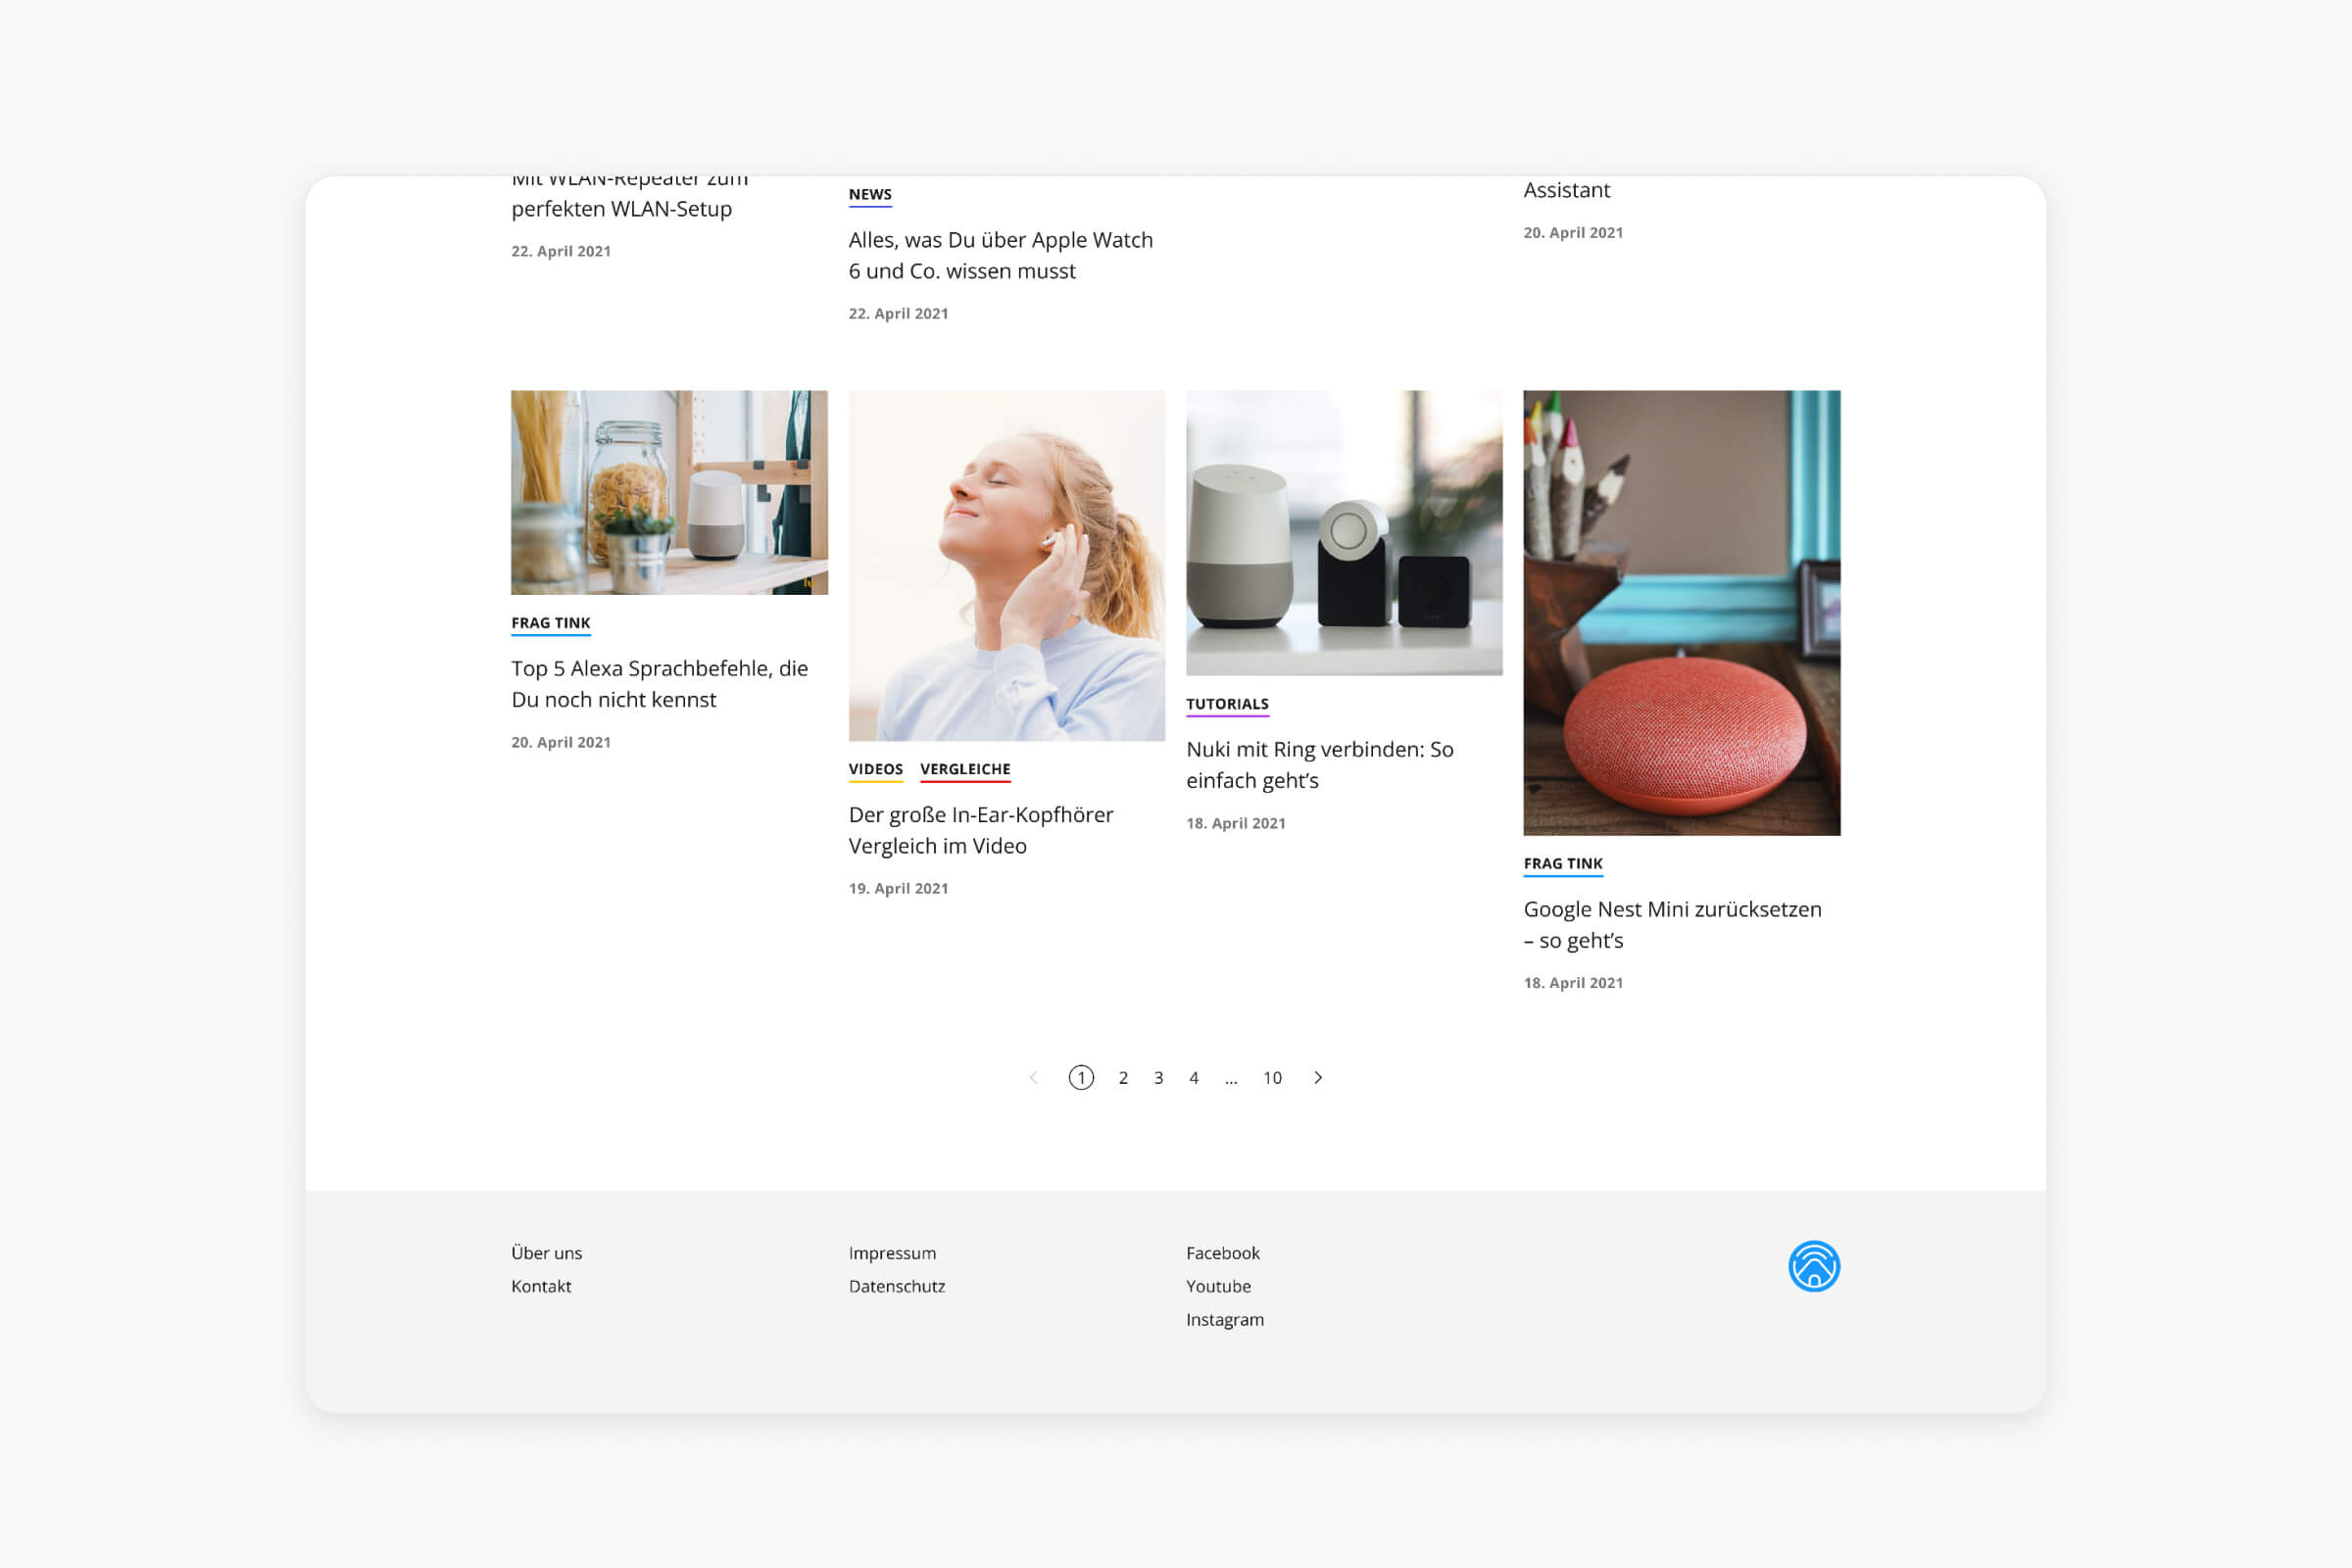 Mit WLAN-Repeater zum
perfekten WLAN-Setup
22. April 2021
NEWS
Alles, was Du über Apple Watch
6 und Co. wissen musst
22. April 2021
Assistant
20. April 2021
FRAG TINK
Top 5 Alexa Sprachbefehle, die
Du noch nicht kennst
20. April 2021
VIDEOS VERGLEICHE
Der große In-Ear-Kopfhörer
Vergleich im Video
19. April 2021
TUTORIALS
Nuki mit Ring verbinden: So
einfach geht’s
18. April 2021
FRAG TINK
Google Nest Mini zurücksetzen
– so geht’s
18. April 2021
1 2 3 4 ... 10
Über uns
Kontakt
Impressum
Datenschutz
Facebook
Youtube
Instagram